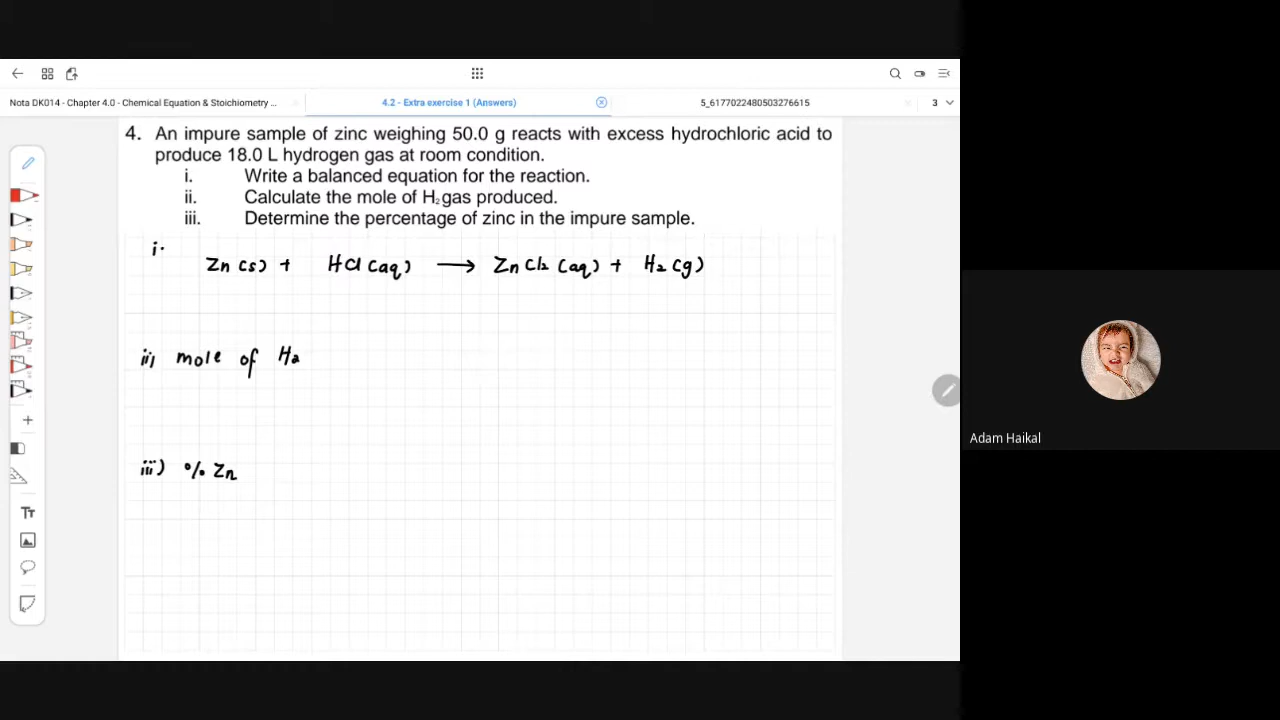 Nota DK014 - Chapter 4.0 - Chemical Equation & Stoichiometry ...
4.2 - Extra exercise 1 (Answers)
5_6177022480503276615
3
4. An impure sample of zinc weighing 50.0 g reacts with excess hydrochloric acid to
produce 18.0 L hydrogen gas at room condition.
i. Write a balanced equation for the reaction.
ii. Calculate the mole of H₂ gas produced.
iii. Determine the percentage of zinc in the impure sample.
i.
Zn (s) + HCl (aq) → ZnCl₂ (aq) + H₂ (g)
ii) mole of H₂
iii) % Zn
Tт
Adam Haikal